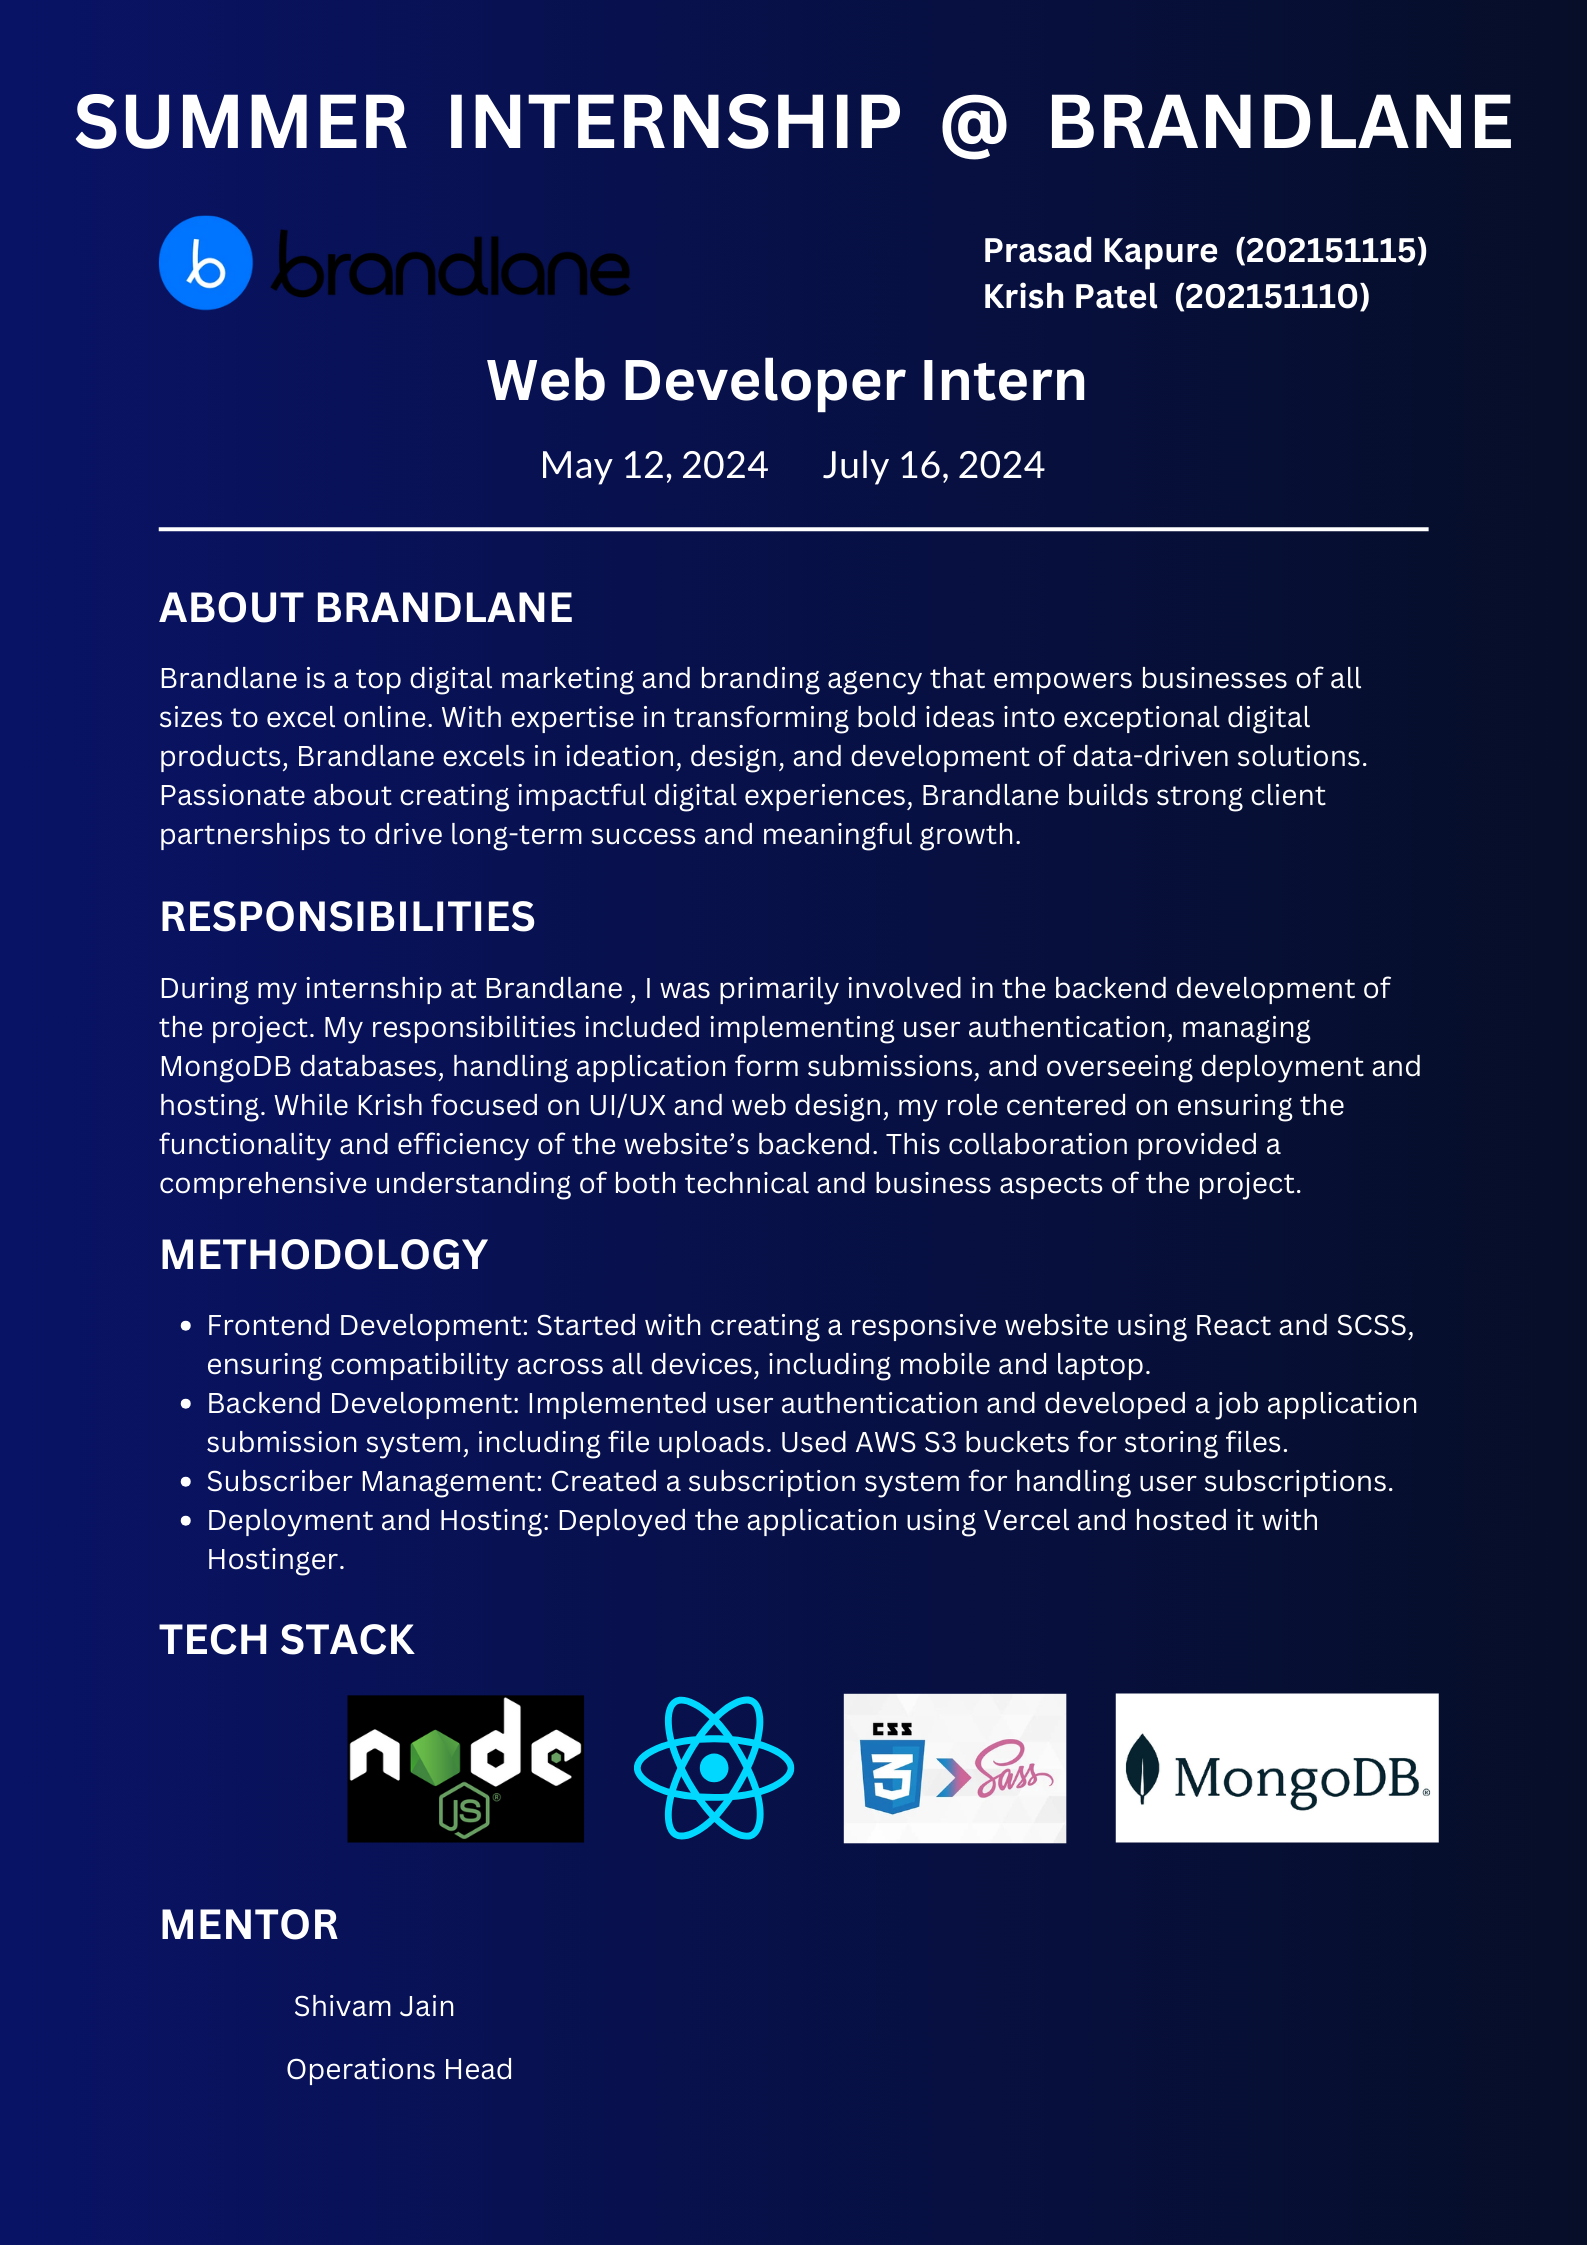 SUMMER INTERNSHIP @ BRANDLANE
b brandlane
Prasad Kapure (202151115)
Krish Patel (202151110)
Web Developer Intern
May 12, 2024 July 16, 2024
ABOUT BRANDLANE
Brandlane is a top digital marketing and branding agency that empowers businesses of all
sizes to excel online. With expertise in transforming bold ideas into exceptional digital
products, Brandlane excels in ideation, design, and development of data-driven solutions.
Passionate about creating impactful digital experiences, Brandlane builds strong client
partnerships to drive long-term success and meaningful growth.
RESPONSIBILITIES
During my internship at Brandlane , I was primarily involved in the backend development of
the project. My responsibilities included implementing user authentication, managing
MongoDB databases, handling application form submissions, and overseeing deployment and
hosting. While Krish focused on UI/UX and web design, my role centered on ensuring the
functionality and efficiency of the website’s backend. This collaboration provided a
comprehensive understanding of both technical and business aspects of the project.
METHODOLOGY
• Frontend Development: Started with creating a responsive website using React and SCSS,
ensuring compatibility across all devices, including mobile and laptop.
• Backend Development: Implemented user authentication and developed a job application
submission system, including file uploads. Used AWS S3 buckets for storing files.
• Subscriber Management: Created a subscription system for handling user subscriptions.
• Deployment and Hosting: Deployed the application using Vercel and hosted it with
Hostinger.
TECH STACK
node
JS®
CSS
3
Sass
MongoDB®
MENTOR
Shivam Jain
Operations Head